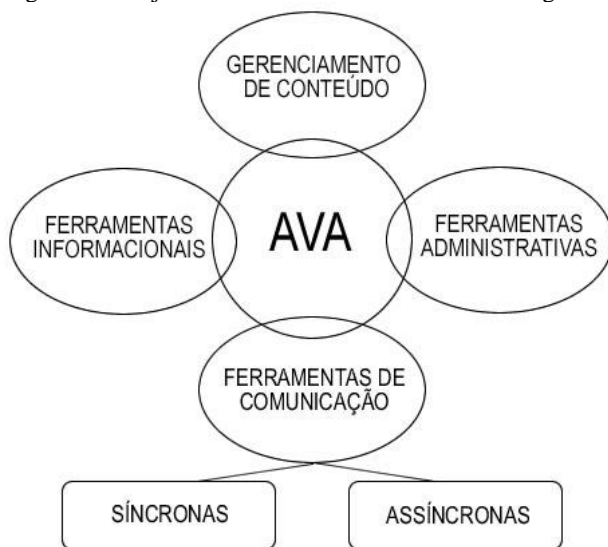 GERENCIAMENTO
DE CONTEÚDO
FERRAMENTAS
INFORMACIONAIS
AVA
FERRAMENTAS
ADMINISTRATIVAS
FERRAMENTAS DE
COMUNICAÇÃO
SÍNCRONAS
ASSÍNCRONAS